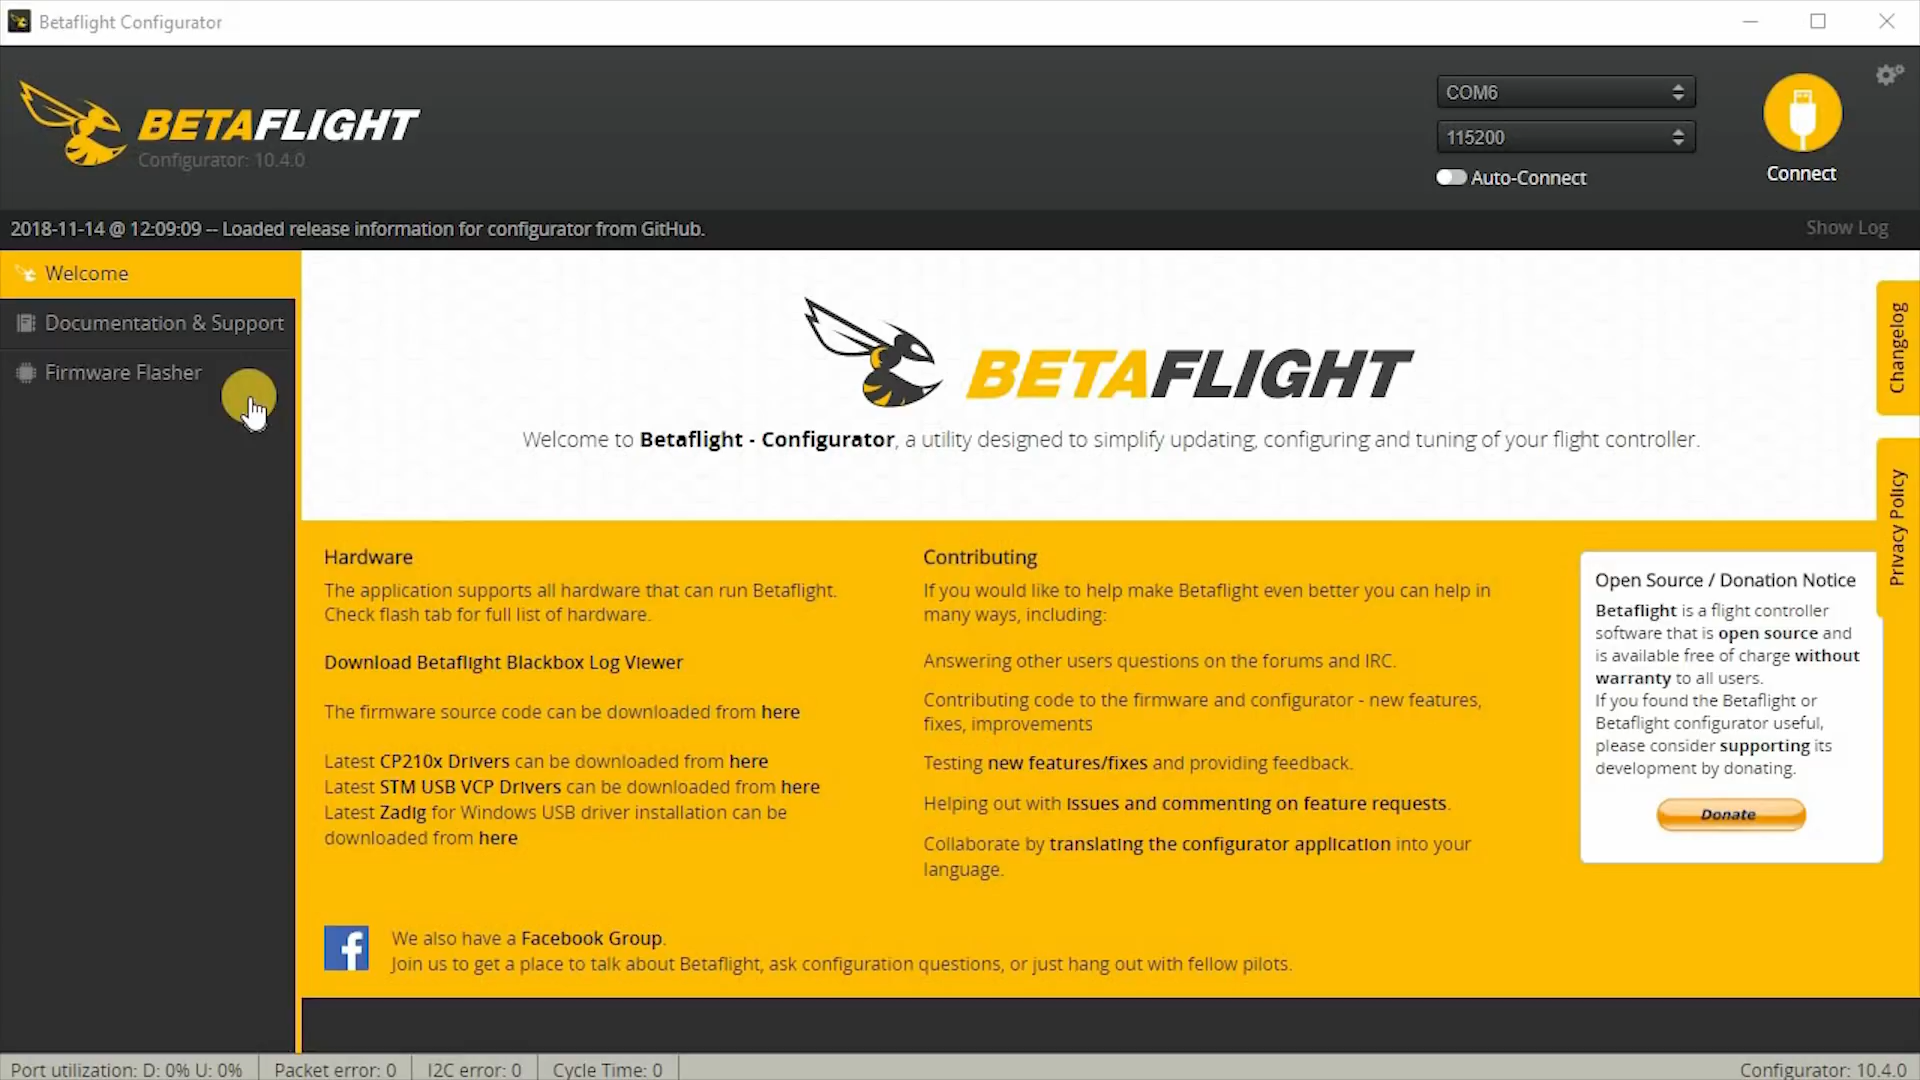 Betaflight Configurator
BETAFLIGHT
Configurator: 10.4.0
COM6
115200
Auto-Connect
Connect
2018-11-14 @ 12:09:09 -- Loaded release information for configurator from GitHub.
Show Log
Welcome
Documentation & Support
Firmware Flasher
BETAFLIGHT
Welcome to Betaflight - Configurator, a utility designed to simplify updating, configuring and tuning of your flight controller.
Changelog
Privacy Policy
Hardware
The application supports all hardware that can run Betaflight.
Check flash tab for full list of hardware.
Download Betaflight Blackbox Log Viewer
The firmware source code can be downloaded from here
Latest CP210x Drivers can be downloaded from here
Latest STM USB VCP Drivers can be downloaded from here
Latest Zadig for Windows USB driver installation can be
downloaded from here
Contributing
If you would like to help make Betaflight even better you can help in
many ways, including:
Answering other users questions on the forums and IRC.
Contributing code to the firmware and configurator - new features,
fixes, improvements
Testing new features/fixes and providing feedback.
Helping out with issues and commenting on feature requests.
Collaborate by translating the configurator application into your
language.
Open Source / Donation Notice
Betaflight is a flight controller
software that is open source and
is available free of charge without
warranty to all users.
If you found the Betaflight or
Betaflight configurator useful,
please consider supporting its
development by donating.
Donate
We also have a Facebook Group.
Join us to get a place to talk about Betaflight, ask configuration questions, or just hang out with fellow pilots.
Port utilization: D: 0% U: 0%
Packet error: 0
I2C error: 0
Cycle Time: 0
Configurator: 10.4.0